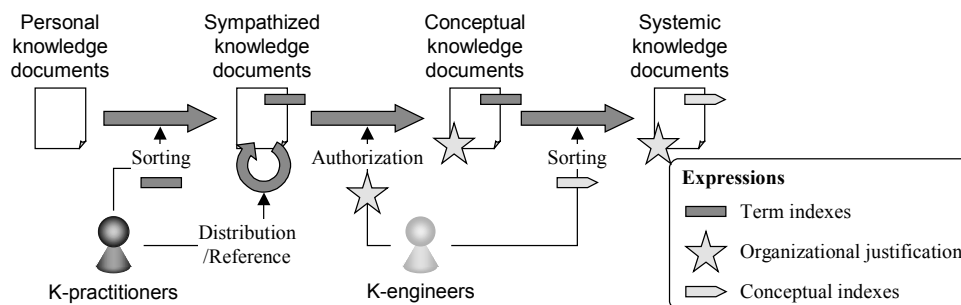 Personal
knowledge
documents
Sympathized
knowledge
documents
Conceptual
knowledge
documents
Systemic
knowledge
documents
Sorting
Authorization
Sorting
Distribution
/Reference
K-practitioners
K-engineers
Expressions
Term indexes
Organizational justification
Conceptual indexes